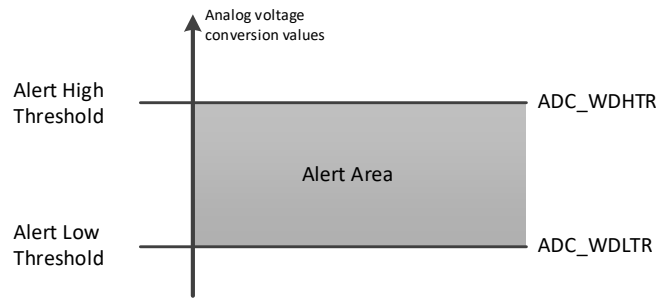 Analog voltage
conversion values
Alert High
Threshold
ADC_WDHTR
Alert Area
Alert Low
Threshold
ADC_WDLTR